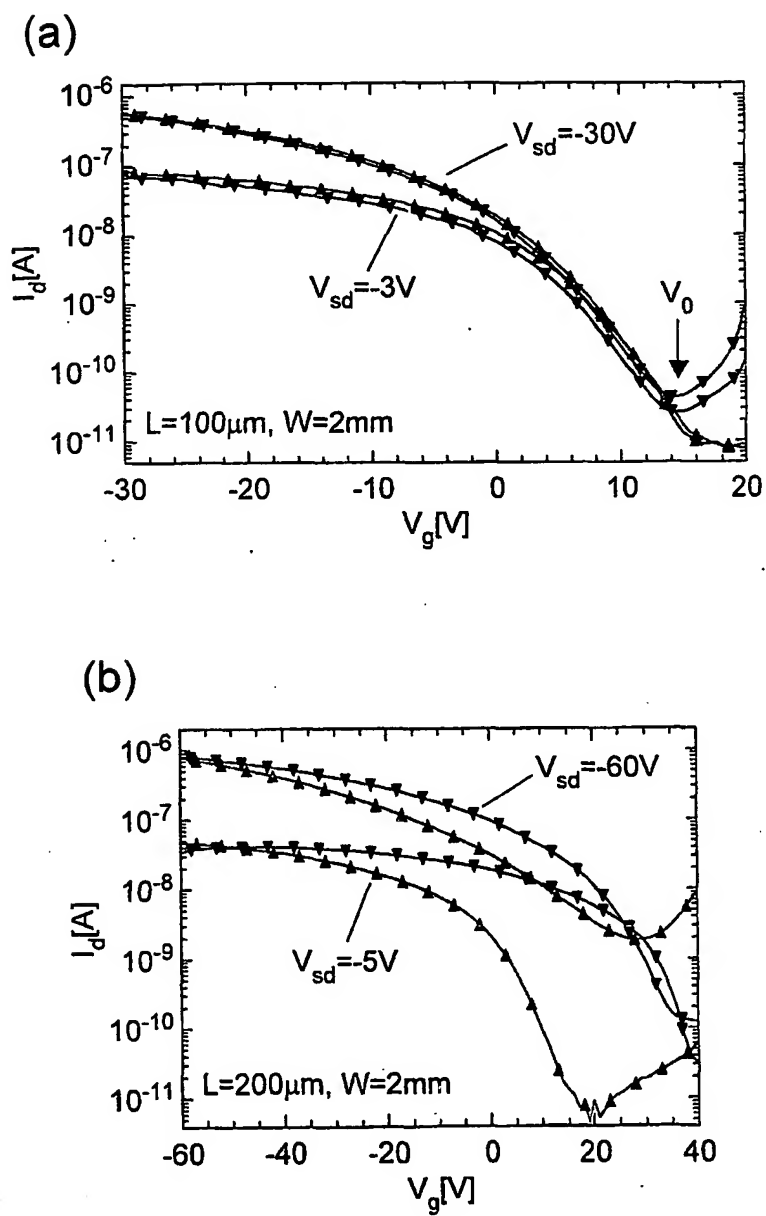 (a)
10^-6
10^-7
10^-8
10^-9
10^-10
10^-11
I_d[A]
V_sd=-30V
V_sd=-3V
V_0
L=100μm, W=2mm
-30 -20 -10 0 10 20
V_g[V]
(b)
10^-6
10^-7
10^-8
10^-9
10^-10
10^-11
I_d[A]
V_sd=-60V
V_sd=-5V
L=200μm, W=2mm
-60 -40 -20 0 20 40
V_g[V]